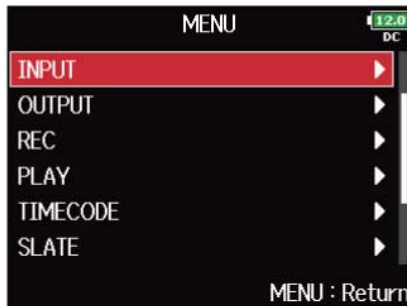 MENU
12.0
DC
INPUT
OUTPUT
REC
PLAY
TIMECODE
SLATE
MENU : Return